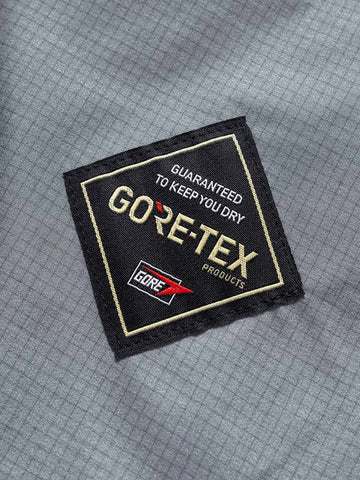 GUARANTEED
TO KEEP YOU DRY
GORE-TEX
PRODUCTS
GORE